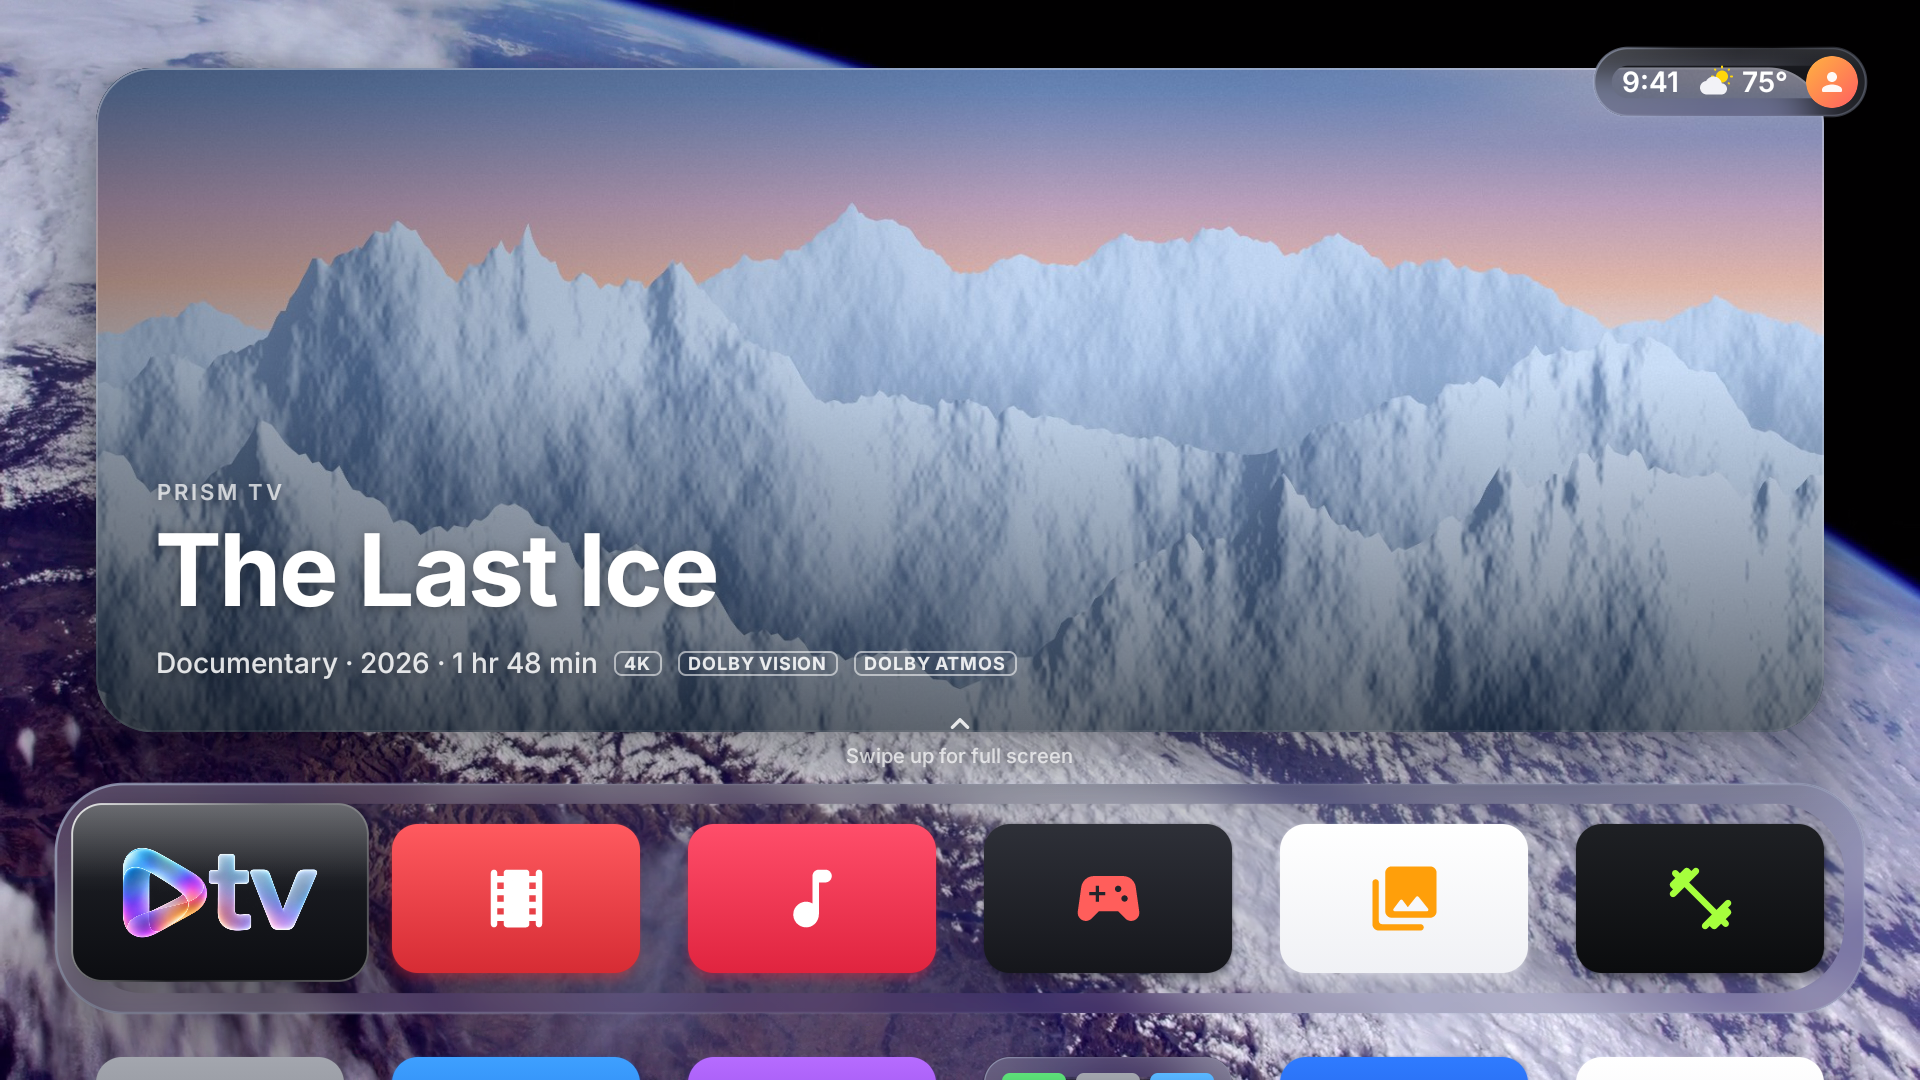 9:41 75°
PRISM TV
The Last Ice
Documentary · 2026 · 1 hr 48 min 4K DOLBY VISION DOLBY ATMOS
Swipe up for full screen
tv